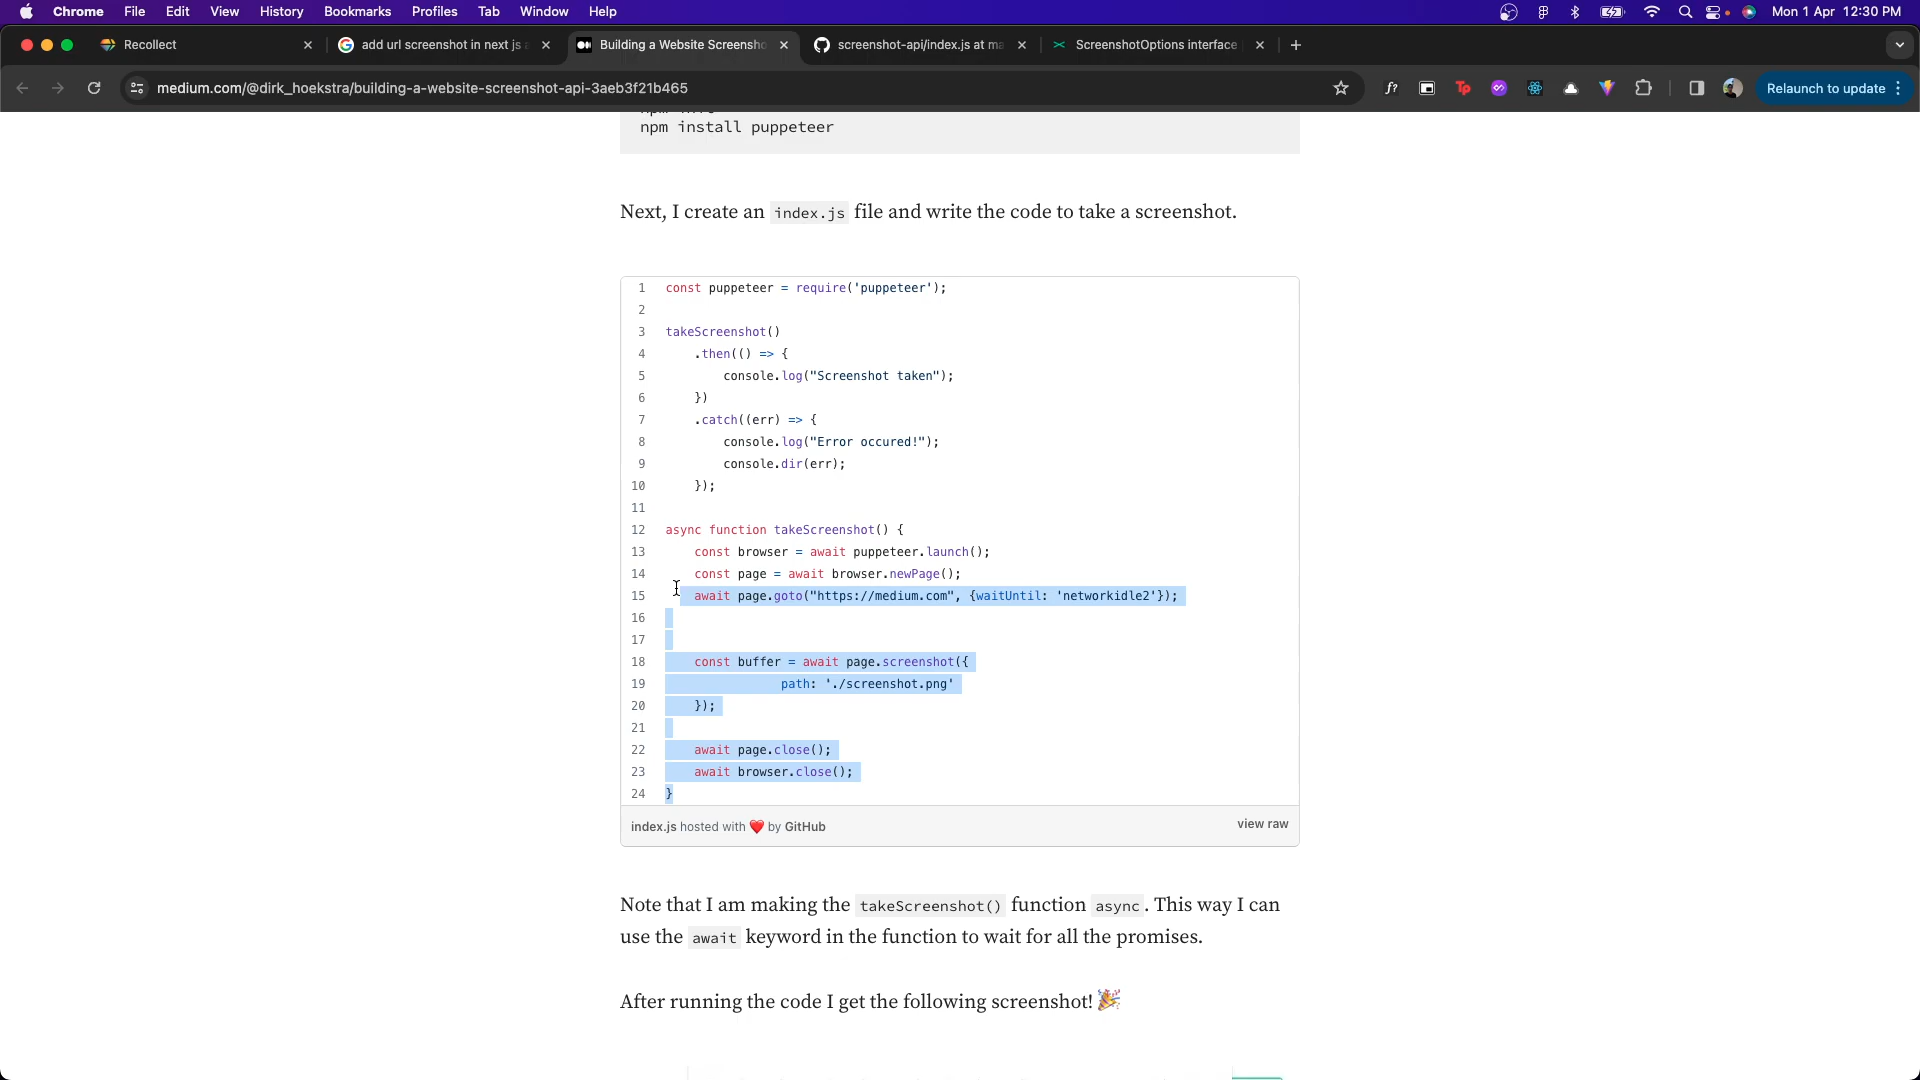 Chrome File Edit View History Bookmarks Profiles Tab Window Help Mon 1 Apr 12:30 PM
Recollect add url screenshot in next js Building a Website Screensho screenshot-api/index.js at ma ScreenshotOptions interface
medium.com/@dirk_hoekstra/building-a-website-screenshot-api-3aeb3f21b465 f? Tp Relaunch to update
npm install puppeteer
Next, I create an index.js file and write the code to take a screenshot.
1 const puppeteer = require('puppeteer');
2
3 takeScreenshot()
4 .then(() => {
5 console.log("Screenshot taken");
6 })
7 .catch((err) => {
8 console.log("Error occured!");
9 console.dir(err);
10 });
11
12 async function takeScreenshot() {
13 const browser = await puppeteer.launch();
14 const page = await browser.newPage();
15 await page.goto("https://medium.com", {waitUntil: 'networkidle2'});
16
17
18 const buffer = await page.screenshot({
19 path: './screenshot.png'
20 });
21
22 await page.close();
23 await browser.close();
24 }
index.js hosted with ❤ by GitHub view raw
Note that I am making the takeScreenshot() function async. This way I can
use the await keyword in the function to wait for all the promises.
After running the code I get the following screenshot! 🎉